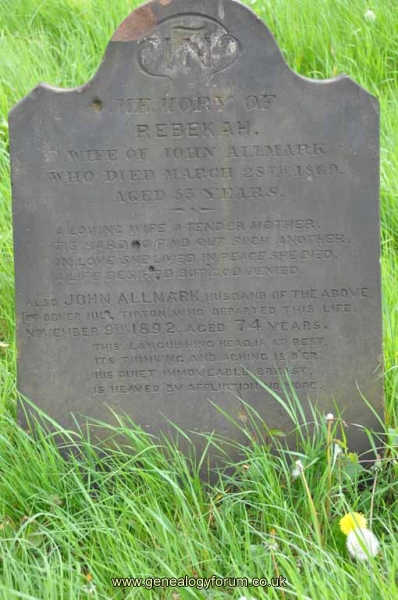 IN
MEMORY OF
REBEKAH,
WIFE OF JOHN ALLMARK
WHO DIED MARCH 28TH 1869,
AGED 53 YEARS.
A LOVING WIFE A TENDER MOTHER,
TIS HARD TO FIND OUT SUCH ANOTHER,
IN LOVE SHE LIVED IN PEACE SHE DIED,
A LIFE DESIRED BUT GOD DENIED
ALSO JOHN ALLMARK HUSBAND OF THE ABOVE
HILL TIPTON WHO DEPARTED THIS LIFE
NOVEMBER 9TH 1892, AGED 74 YEARS.
THIS LANGUISHING HEAD IS AT REST,
ITS THINKING AND ACHING IS O'ER;
HIS QUIET IMMOVEABLE BREAST,
IS HEAVED BY AFFLICTION NO MORE.
www.genealogyforum.co.uk